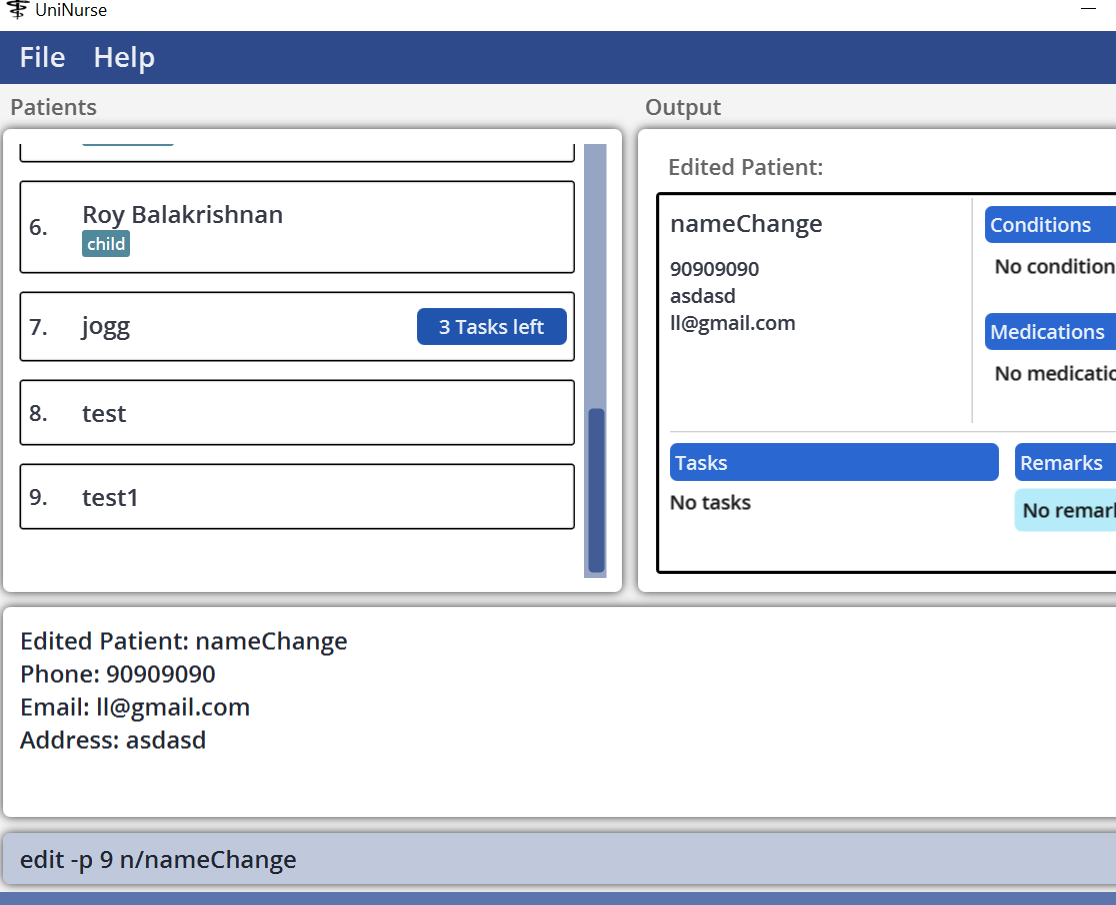 UniNurse
File Help
Patients
6. Roy Balakrishnan
child
7. jogg 3 Tasks left
8. test
9. test1
Output
Edited Patient:
nameChange
90909090
asdasd
ll@gmail.com
Conditions
No condition
Medications
No medicatio
Tasks
No tasks
Remarks
No remar
Edited Patient: nameChange
Phone: 90909090
Email: ll@gmail.com
Address: asdasd
edit -p 9 n/nameChange